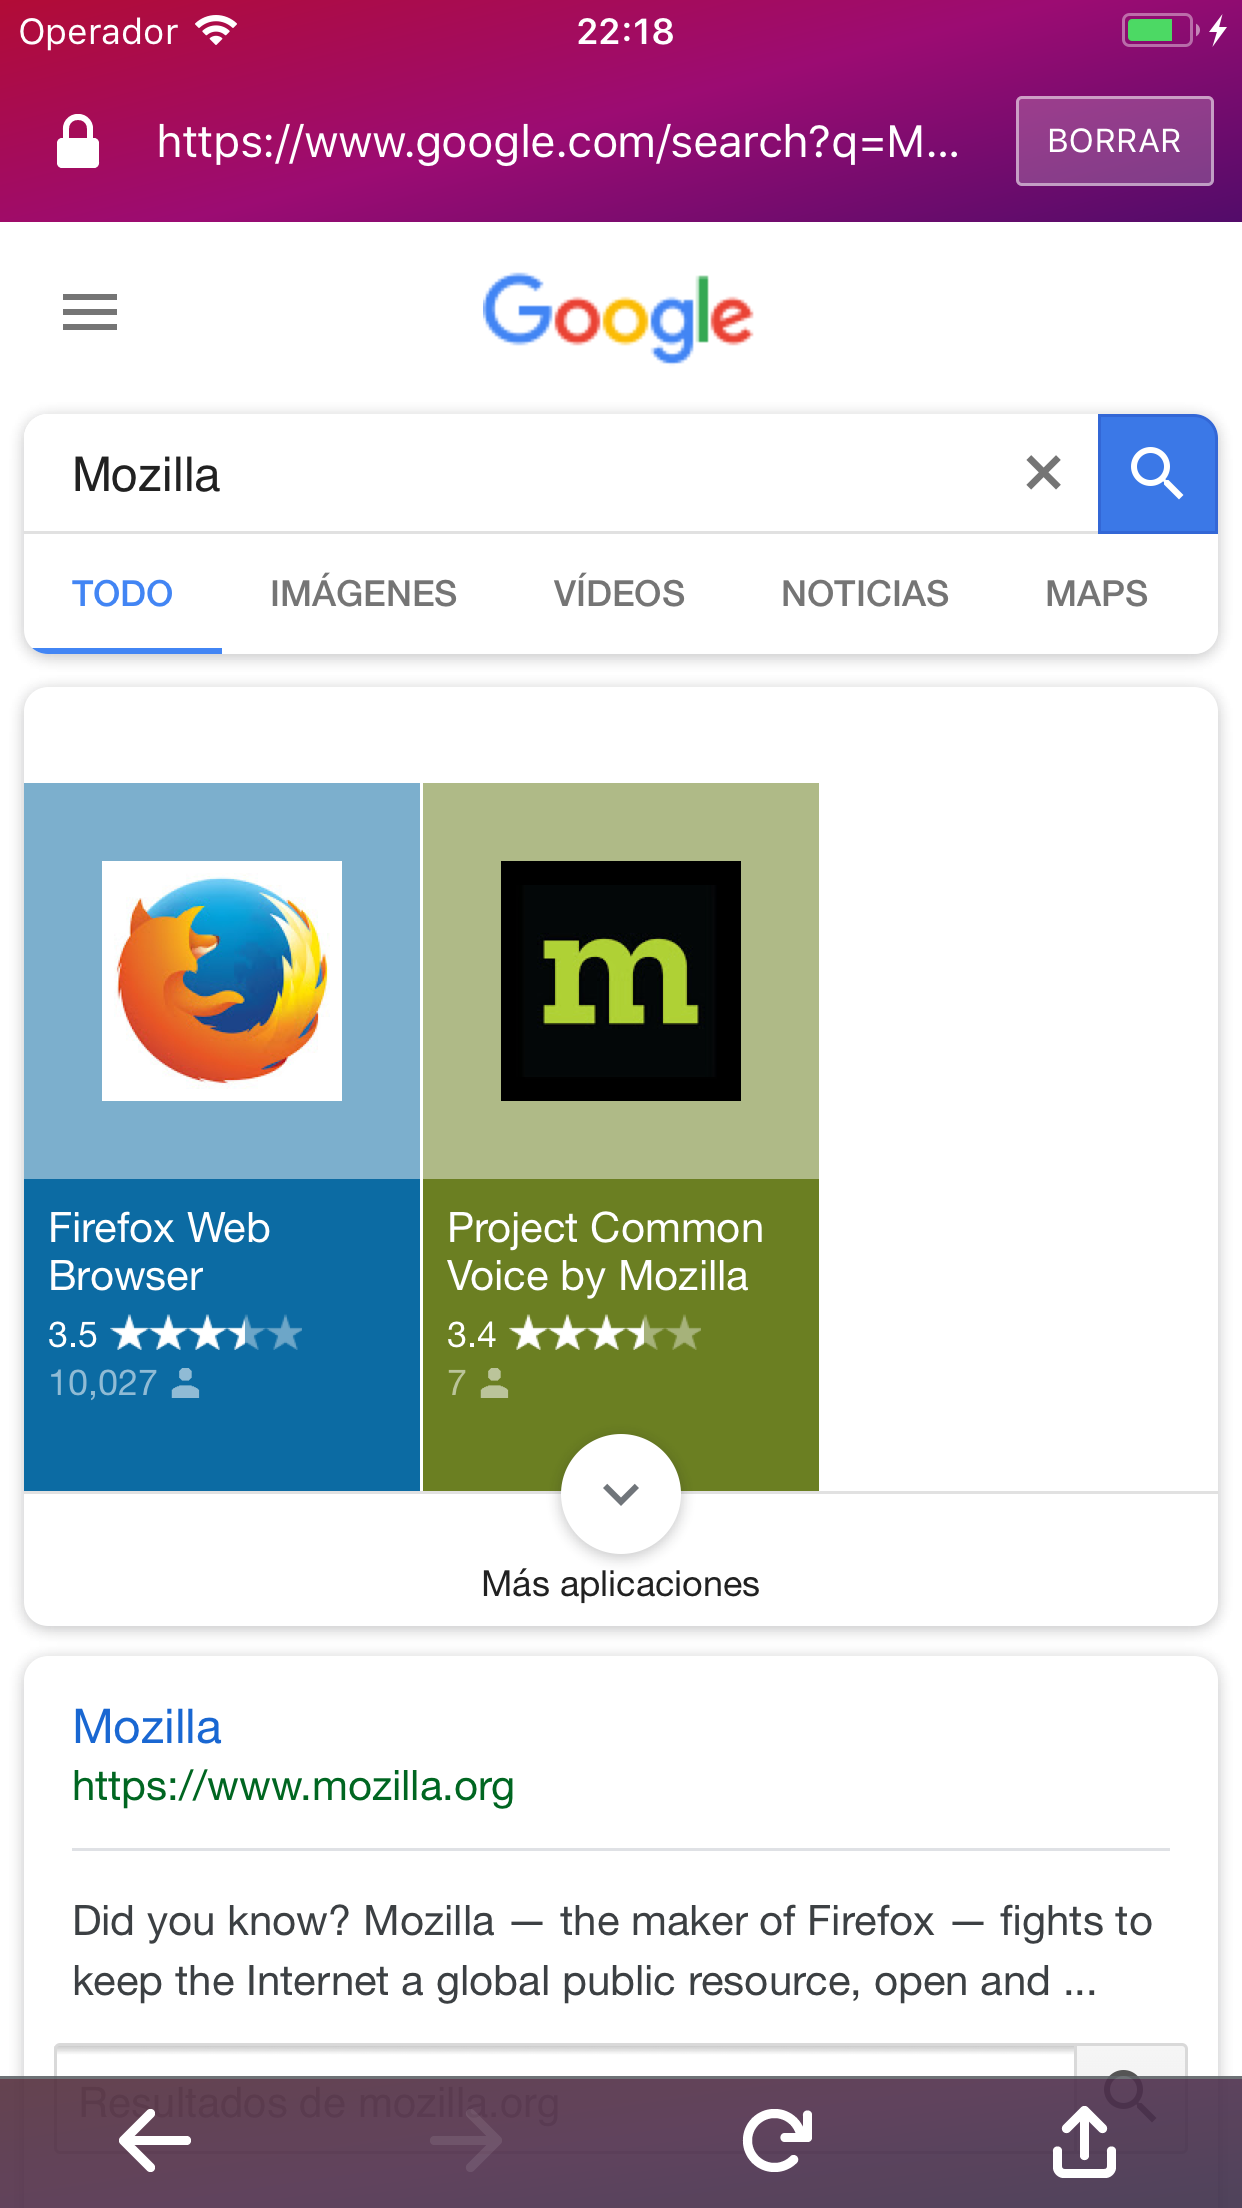 Operador
22:18
https://www.google.com/search?q=M...
BORRAR
Google
Mozilla
TODO IMÁGENES VÍDEOS NOTICIAS MAPS
m
Firefox Web
Browser
3.5
10,027
Project Common
Voice by Mozilla
3.4
7
Más aplicaciones
Mozilla
https://www.mozilla.org
Did you know? Mozilla — the maker of Firefox — fights to
keep the Internet a global public resource, open and ...
Resultados de mozilla.org